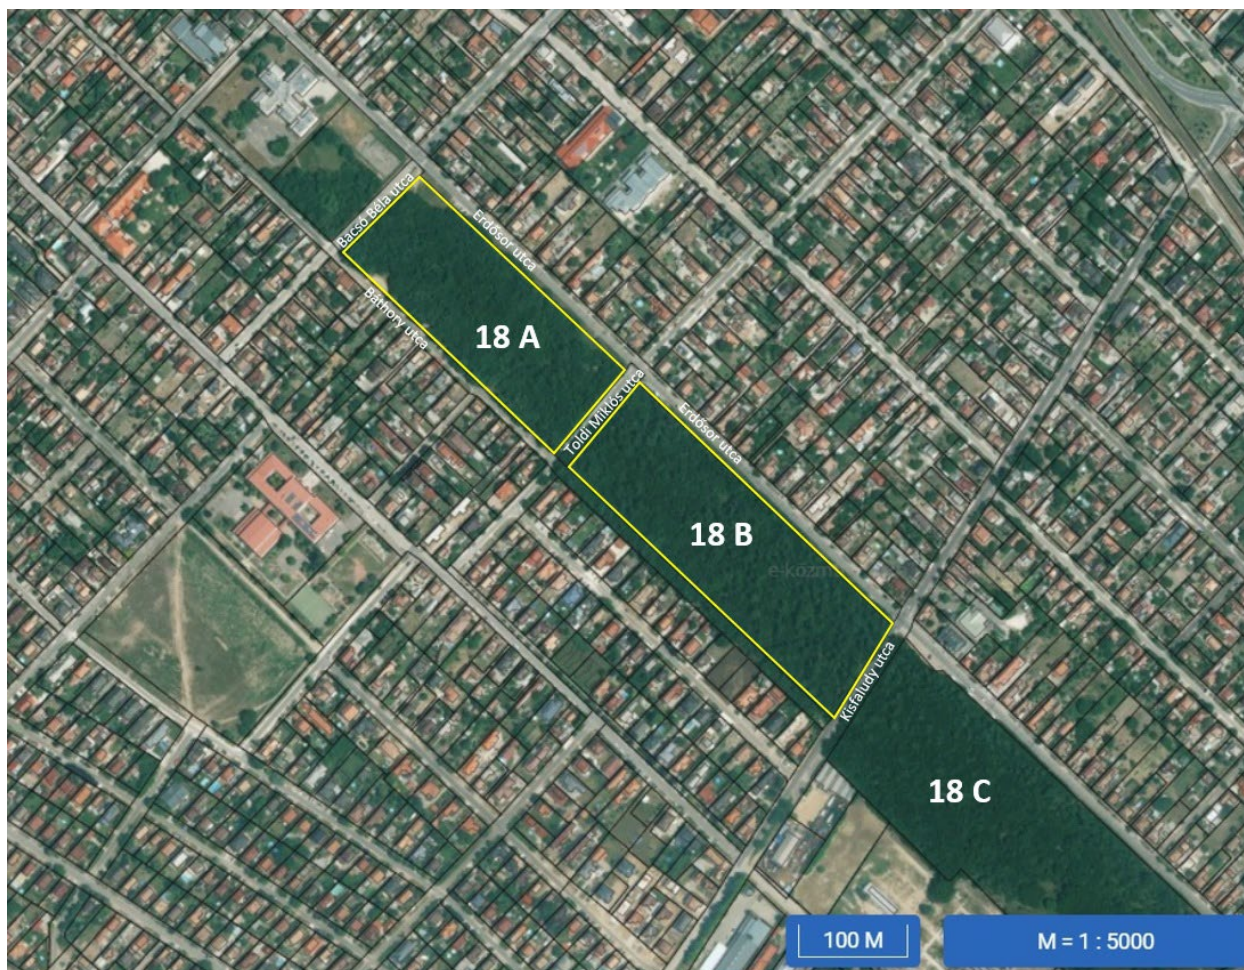 Bacsó Béla utca
Erdősor utca
Báthory utca
18 A
Toldi Miklós utca
Erdősor utca
18 B
e-közm
Kisfaludy utca
18 C
100 M
M = 1 : 5000